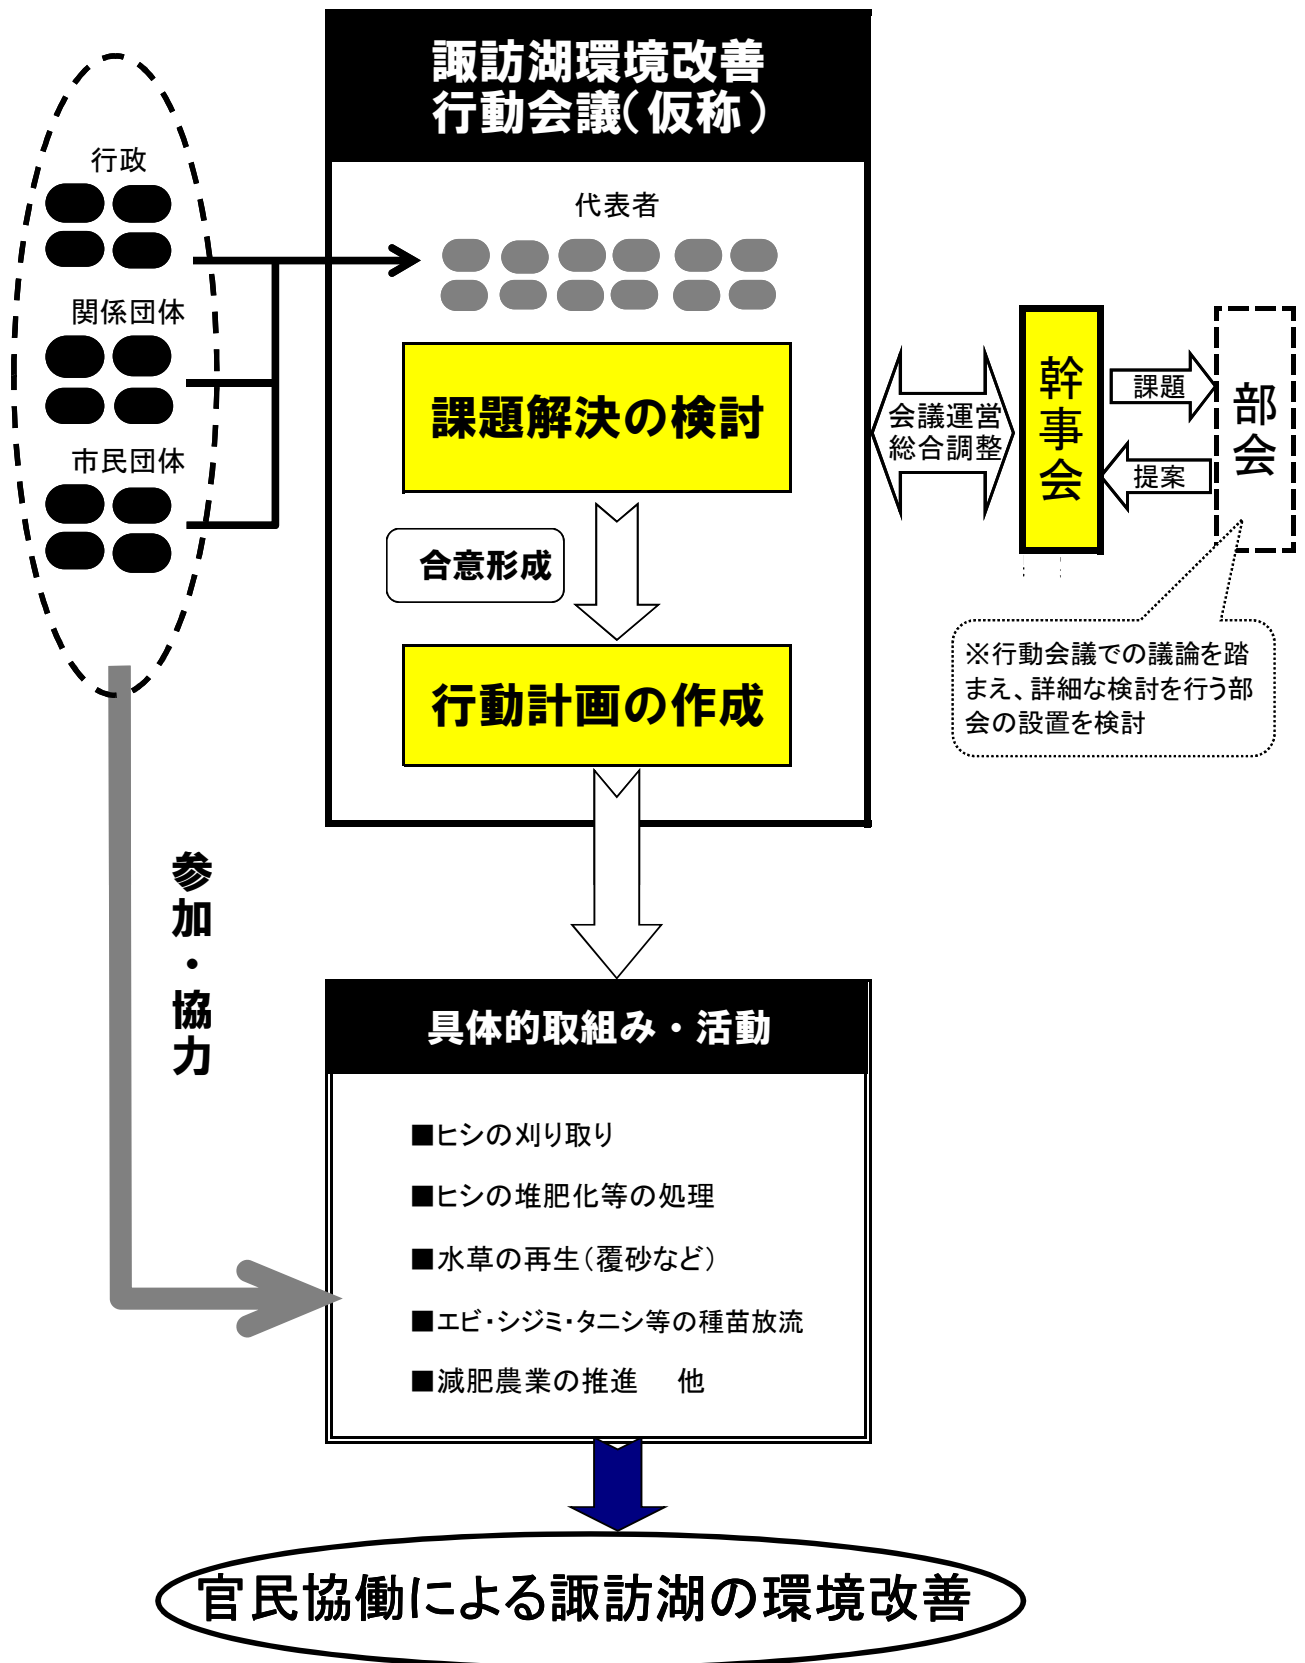 諏訪湖環境改善
行動会議(仮称)
行政
代表者
関係団体
市民団体
課題解決の検討
合意形成
行動計画の作成
会議運営
総合調整
幹事会
課題
提案
部会
※行動会議での議論を踏
まえ、詳細な検討を行う部
会の設置を検討
参加・協力
具体的取組み・活動
■ヒシの刈り取り
■ヒシの堆肥化等の処理
■水草の再生(覆砂など)
■エビ・シジミ・タニシ等の種苗放流
■減肥農業の推進　他
官民協働による諏訪湖の環境改善